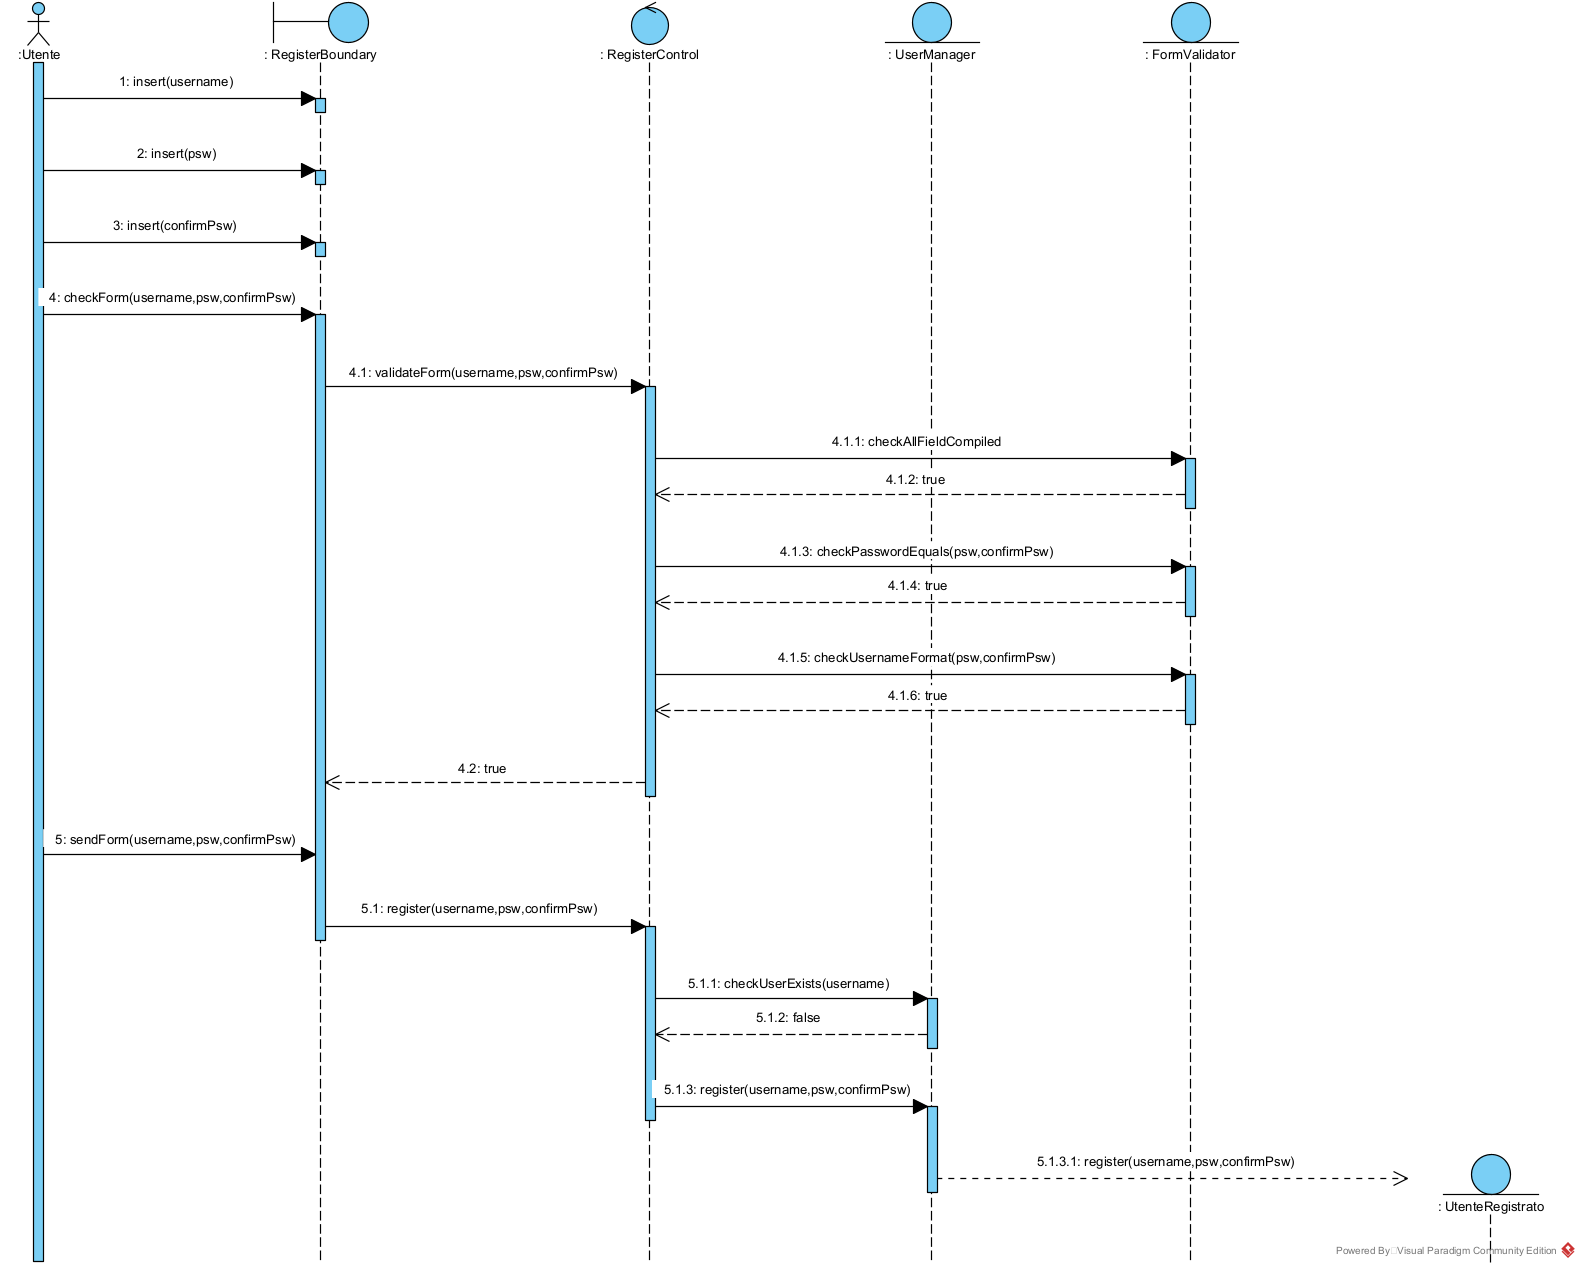 :Utente
: RegisterBoundary
: RegisterControl
: UserManager
: FormValidator
1: insert(username)
2: insert(psw)
3: insert(confirmPsw)
4: checkForm(username,psw,confirmPsw)
4.1: validateForm(username,psw,confirmPsw)
4.1.1: checkAllFieldCompiled
4.1.2: true
4.1.3: checkPasswordEquals(psw,confirmPsw)
4.1.4: true
4.1.5: checkUsernameFormat(psw,confirmPsw)
4.1.6: true
4.2: true
5: sendForm(username,psw,confirmPsw)
5.1: register(username,psw,confirmPsw)
5.1.1: checkUserExists(username)
5.1.2: false
5.1.3: register(username,psw,confirmPsw)
5.1.3.1: register(username,psw,confirmPsw)
: UtenteRegistrato
Powered By Visual Paradigm Community Edition